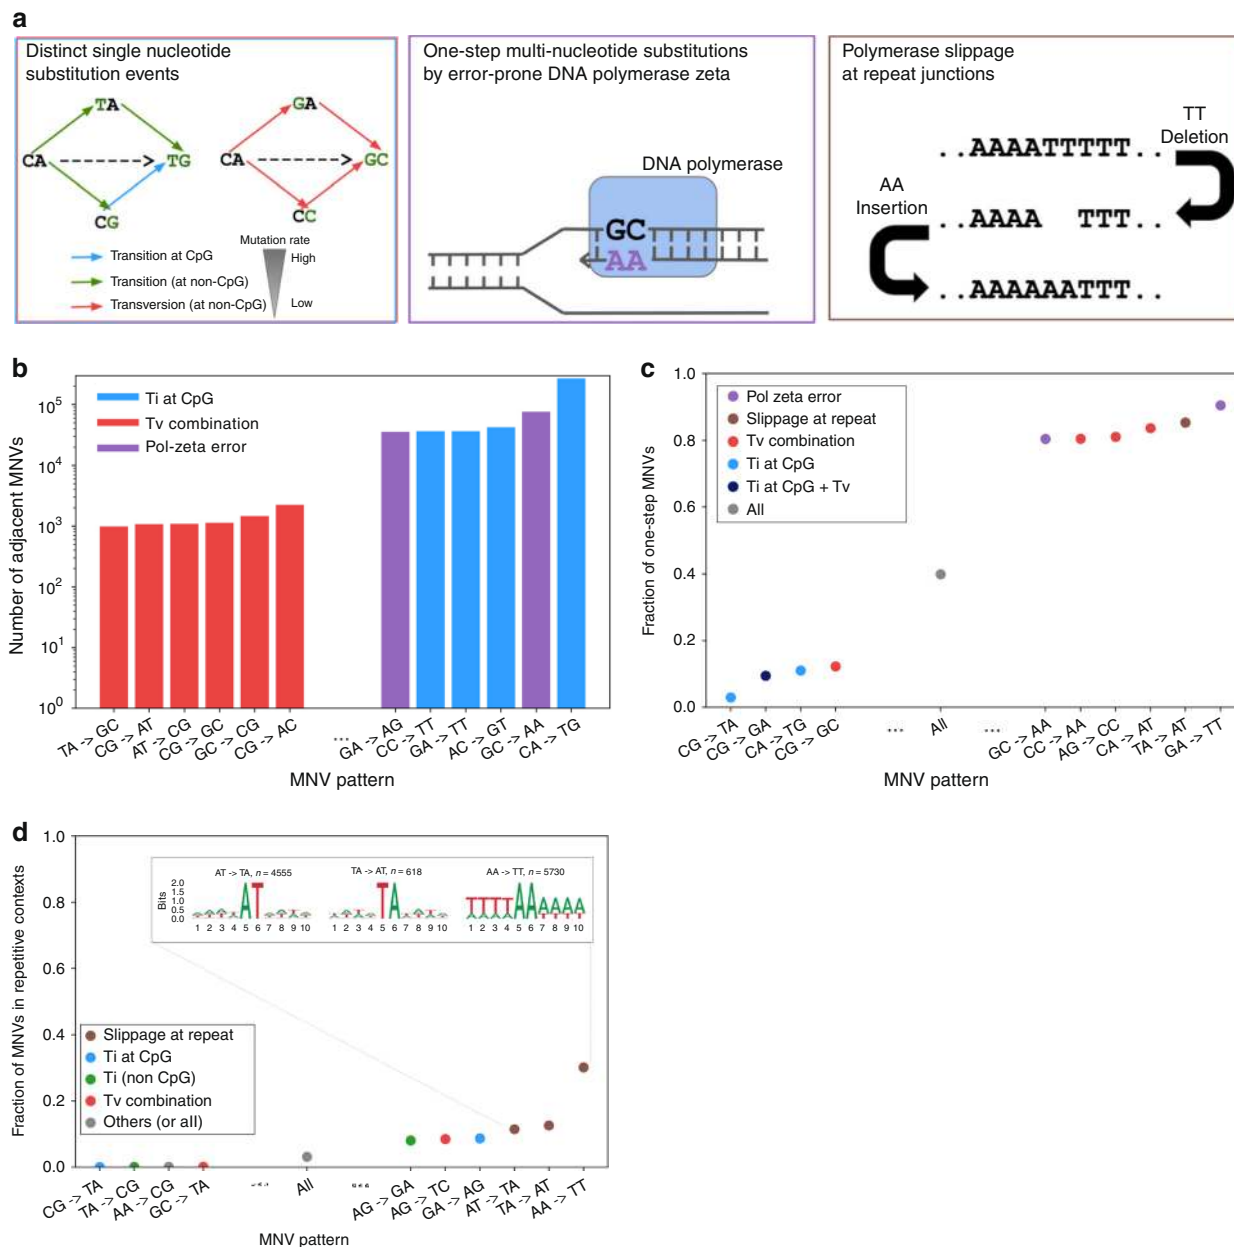 a
Distinct single nucleotide
substitution events
TA
CA
TG
CG
GA
CA
GC
CC
Transition at CpG
Transition (at non-CpG)
Transversion (at non-CpG)
Mutation rate
High
Low
One-step multi-nucleotide substitutions
by error-prone DNA polymerase zeta
DNA polymerase
GC
AA
Polymerase slippage
at repeat junctions
TT
Deletion
..AAAATTTTT..
AA
Insertion
..AAAA TTT..
..AAAAAATTT..
b
Number of adjacent MNVs
10^5
10^4
10^3
10^2
10^1
10^0
Ti at CpG
Tv combination
Pol-zeta error
TA -> GC
CG -> AT
AT -> CG
CG -> GC
GC -> CG
CG -> AC
...
GA -> AG
CC -> TT
GA -> TT
AC -> GT
GC -> AA
CA -> TG
MNV pattern
c
Fraction of one-step MNVs
1.0
0.8
0.6
0.4
0.2
0.0
Pol zeta error
Slippage at repeat
Tv combination
Ti at CpG
Ti at CpG + Tv
All
CG -> TA
CG -> GA
CA -> TG
CG -> GC
...
All
...
GC -> AA
CC -> AA
AG -> CC
CA -> AT
TA -> AT
GA -> TT
MNV pattern
d
Fraction of MNVs in repetitive contexts
1.0
0.8
0.6
0.4
0.2
0.0
AT -> TA, n = 4555
TA -> AT, n = 618
AA -> TT, n = 5730
Bits
2.0
1.5
1.0
0.5
0.0
1 2 3 4 5 6 7 8 9 10
1 2 3 4 5 6 7 8 9 10
1 2 3 4 5 6 7 8 9 10
Slippage at repeat
Ti at CpG
Ti (non CpG)
Tv combination
Others (or all)
CG -> TA
TA -> CG
AA -> CG
GC -> TA
...
All
...
AG -> GA
AG -> TC
GA -> AG
AT -> TA
TA -> AT
AA -> TT
MNV pattern